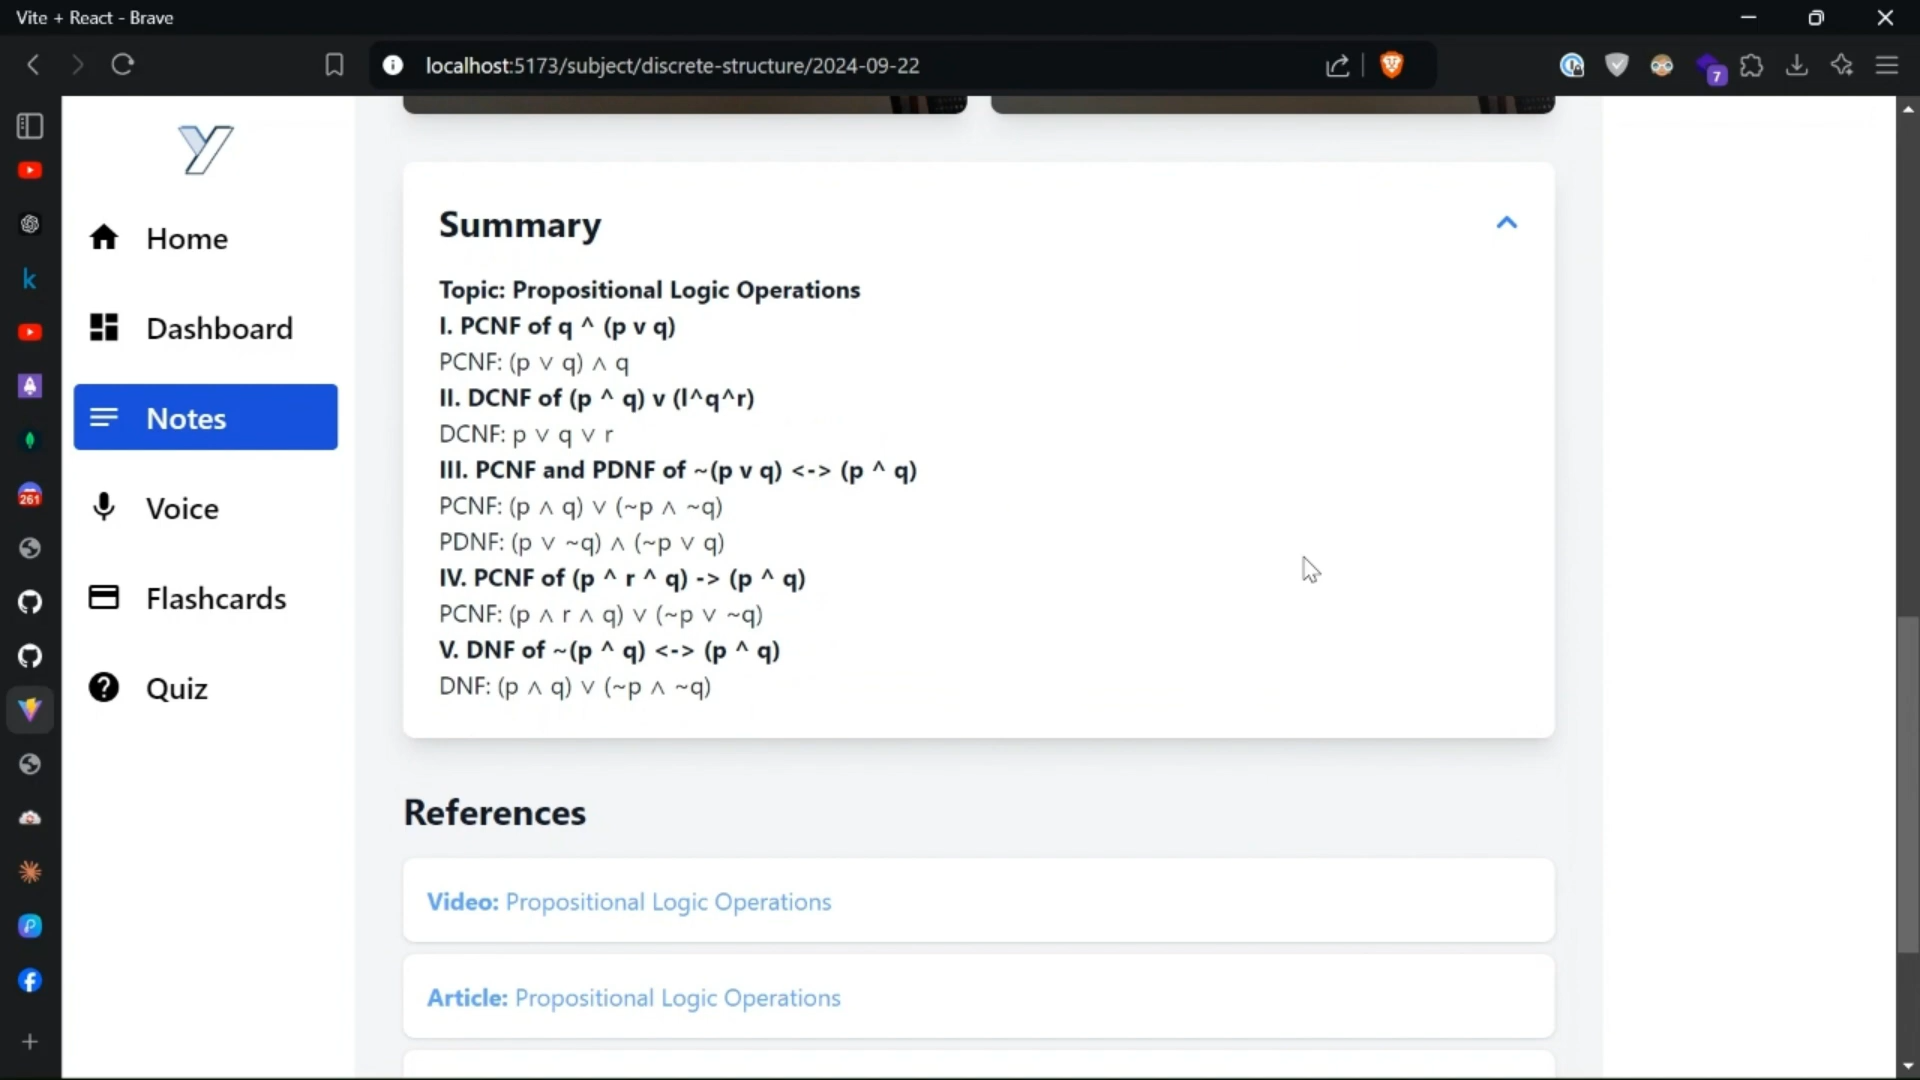 Vite + React - Brave
localhost:5173/subject/discrete-structure/2024-09-22
7
k
261
Home
Dashboard
Notes
Voice
Flashcards
Quiz
Summary
Topic: Propositional Logic Operations
I. PCNF of q ^ (p v q)
PCNF: (p ∨ q) ∧ q
II. DCNF of (p ^ q) v (l^q^r)
DCNF: p ∨ q ∨ r
III. PCNF and PDNF of ~(p v q) <-> (p ^ q)
PCNF: (p ∧ q) ∨ (~p ∧ ~q)
PDNF: (p ∨ ~q) ∧ (~p ∨ q)
IV. PCNF of (p ^ r ^ q) -> (p ^ q)
PCNF: (p ∧ r ∧ q) ∨ (~p ∨ ~q)
V. DNF of ~(p ^ q) <-> (p ^ q)
DNF: (p ∧ q) ∨ (~p ∧ ~q)
References
Video: Propositional Logic Operations
Article: Propositional Logic Operations